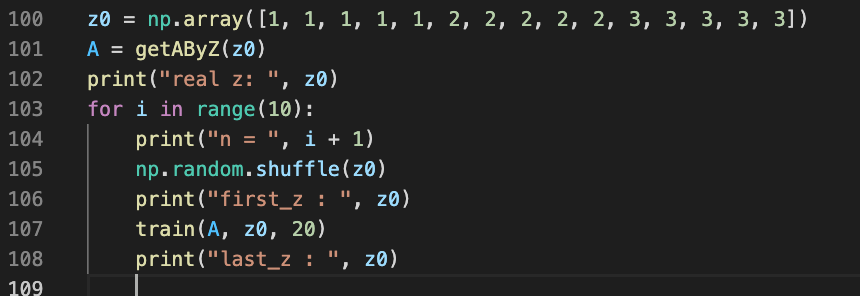 100 z0 = np.array([1, 1, 1, 1, 1, 2, 2, 2, 2, 2, 3, 3, 3, 3, 3])
101 A = getAByZ(z0)
102 print("real z: ", z0)
103 for i in range(10):
104     print("n = ", i + 1)
105     np.random.shuffle(z0)
106     print("first_z : ", z0)
107     train(A, z0, 20)
108     print("last_z : ", z0)
109